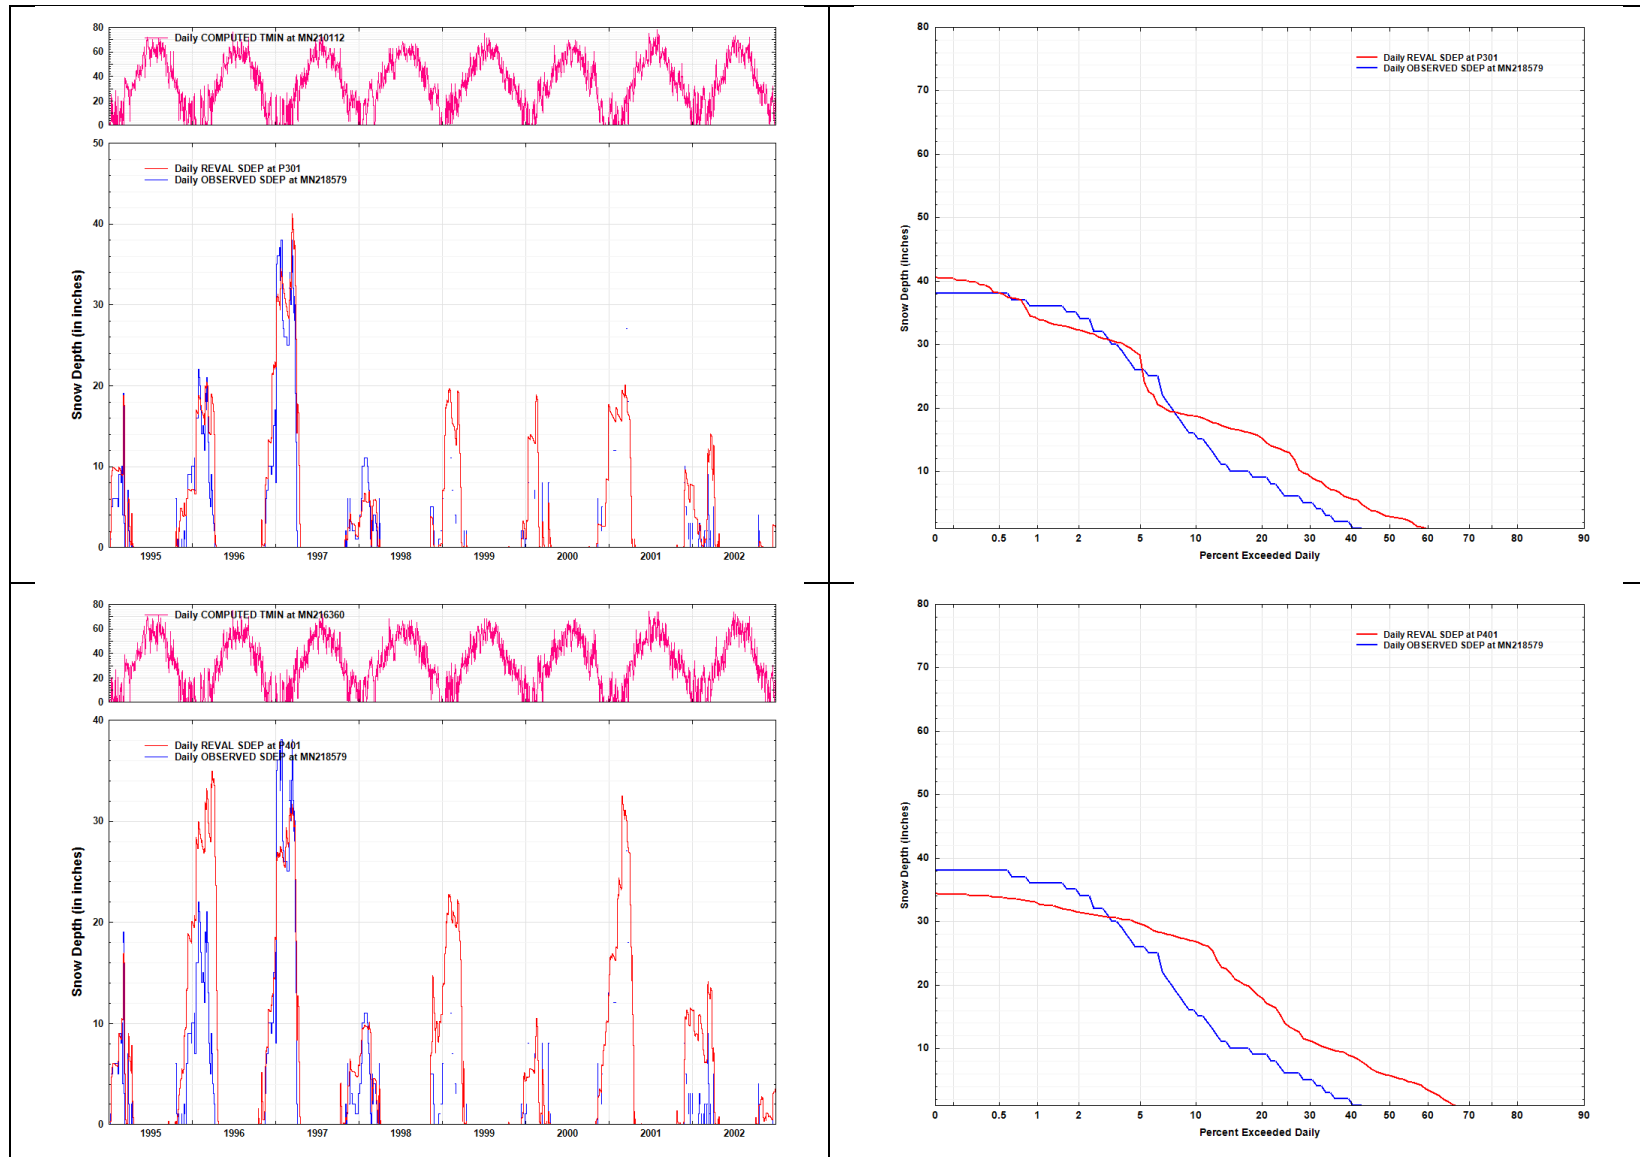 80
60
40
20
0
Daily COMPUTED TMIN at MN210112
50
40
30
20
10
0
Snow Depth (in inches)
Daily REVAL SDEP at P301
Daily OBSERVED SDEP at MN218579
1995 1996 1997 1998 1999 2000 2001 2002
80
70
60
50
40
30
20
10
Snow Depth (inches)
Daily REVAL SDEP at P301
Daily OBSERVED SDEP at MN218579
0 0.5 1 2 5 10 20 30 40 50 60 70 80 90
Percent Exceeded Daily
80
60
40
20
0
Daily COMPUTED TMIN at MN216360
40
30
20
10
0
Snow Depth (in inches)
Daily REVAL SDEP at P401
Daily OBSERVED SDEP at MN218579
1995 1996 1997 1998 1999 2000 2001 2002
80
70
60
50
40
30
20
10
Snow Depth (inches)
Daily REVAL SDEP at P401
Daily OBSERVED SDEP at MN218579
0 0.5 1 2 5 10 20 30 40 50 60 70 80 90
Percent Exceeded Daily